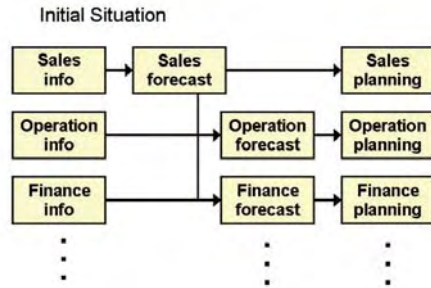 Initial Situation
Sales
info
Sales
forecast
Sales
planning
Operation
info
Operation
forecast
Operation
planning
Finance
info
Finance
forecast
Finance
planning